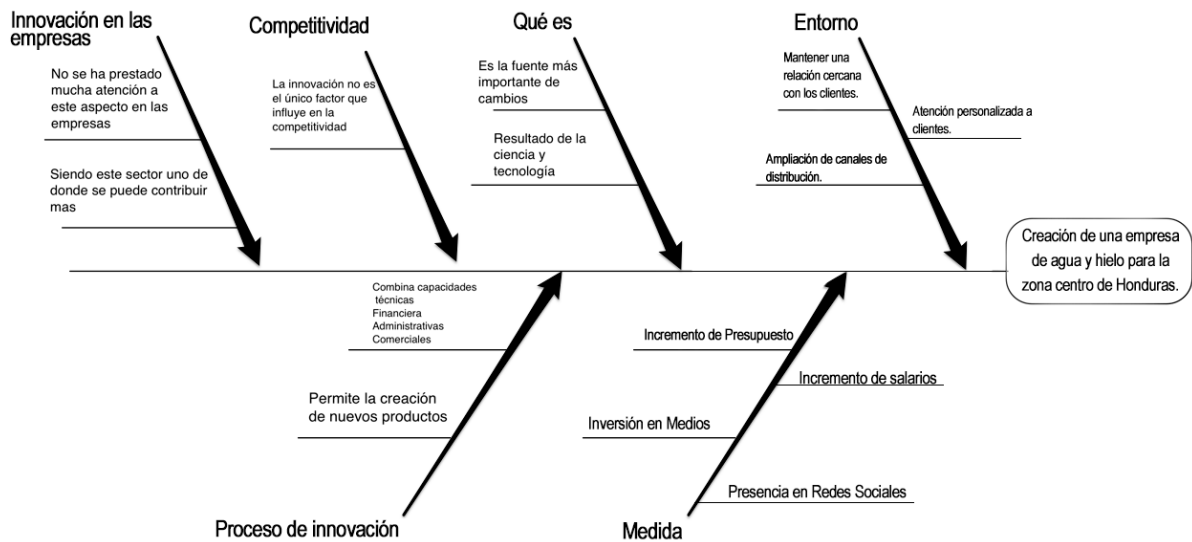 Innovación en las
empresas
No se ha prestado
mucha atención a
este aspecto en las
empresas
Siendo este sector uno de
donde se puede contribuir
mas
Competitividad
La innovación no es
el único factor que
influye en la
competitividad
Qué es
Es la fuente más
importante de
cambios
Resultado de la
ciencia y
tecnología
Entorno
Mantener una
relación cercana
con los clientes.
Atención personalizada a
clientes.
Ampliación de canales de
distribución.
Creación de una empresa
de agua y hielo para la
zona centro de Honduras.
Combina capacidades
técnicas
Financiera
Administrativas
Comerciales
Permite la creación
de nuevos productos
Proceso de innovación
Incremento de Presupuesto
Incremento de salarios
Inversión en Medios
Presencia en Redes Sociales
Medida